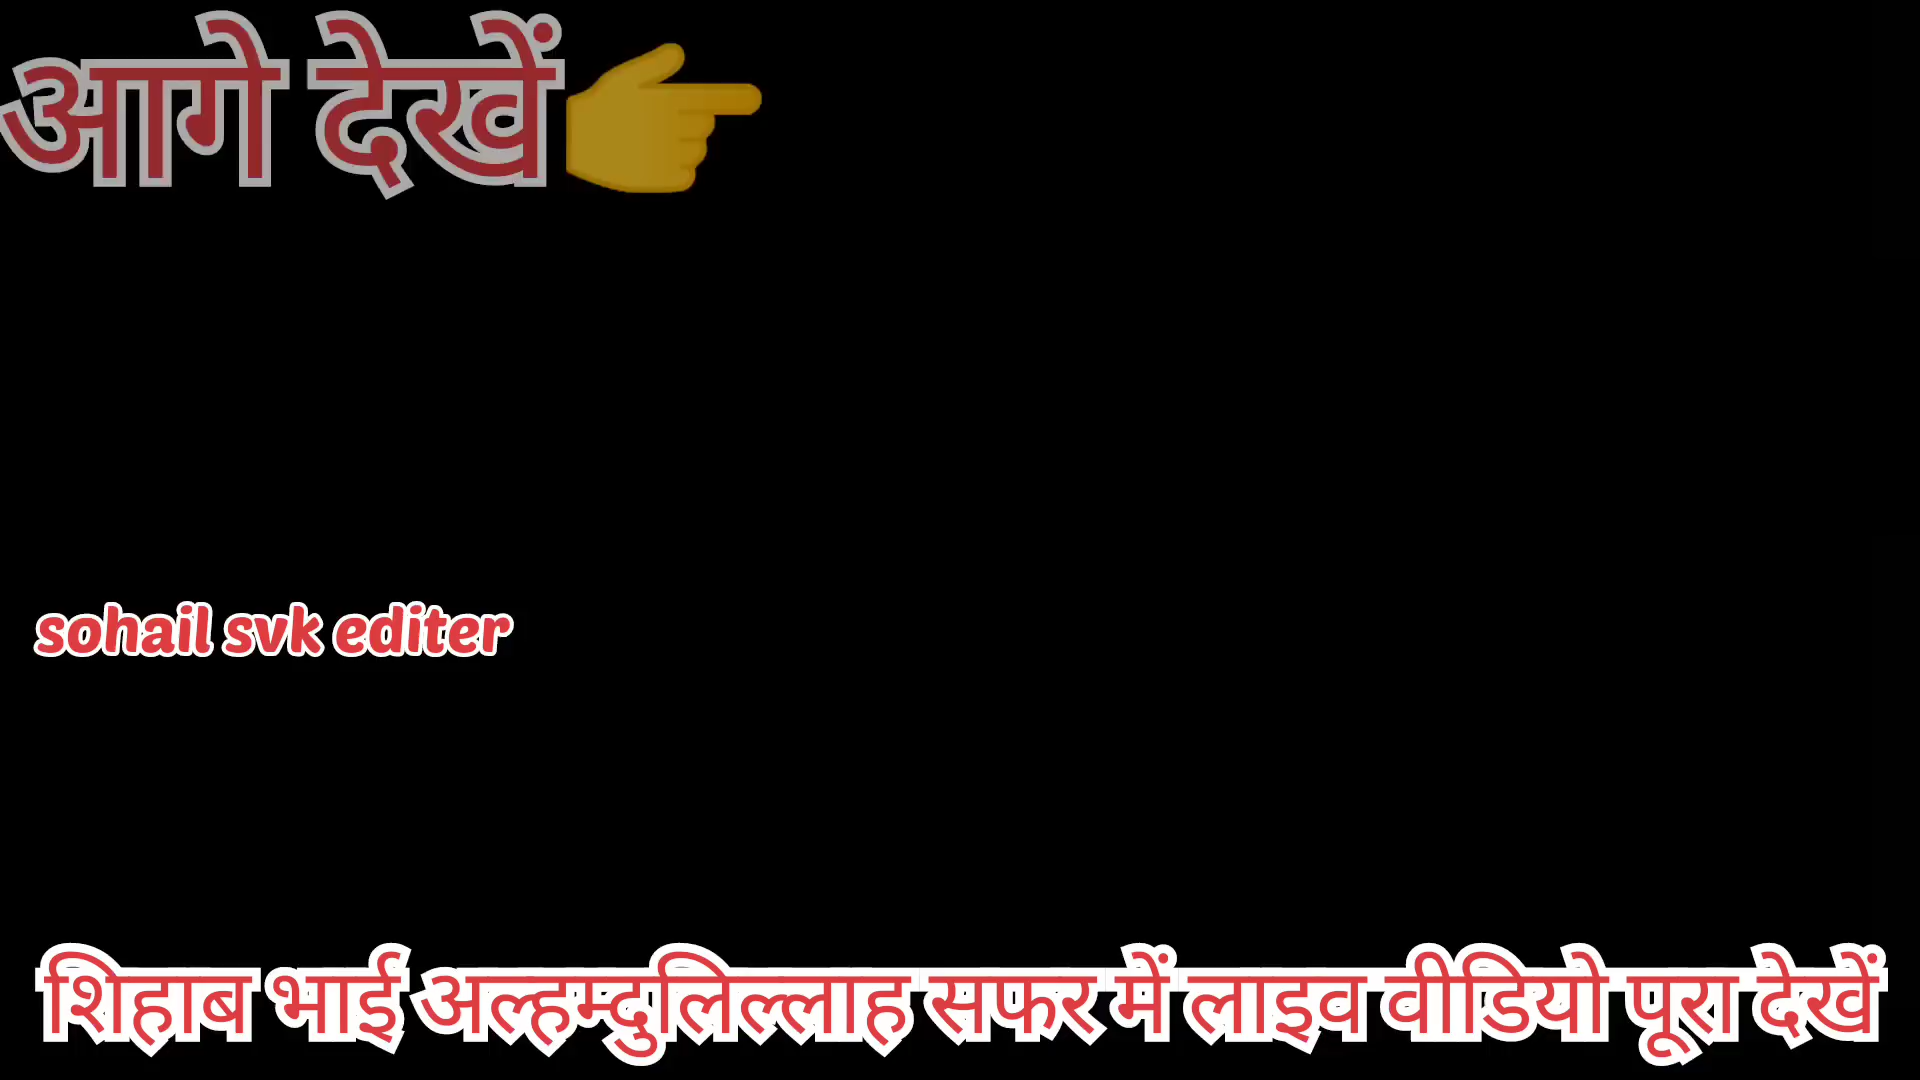 आगे देखें👉
sohail svk editer
शिहाब भाई अल्हम्दुलिल्लाह सफर में लाइव वीडियो पूरा देखें